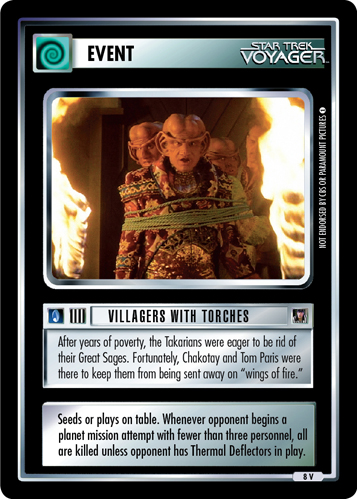 EVENT
STAR TREK
VOYAGER
NOT ENDORSED BY CBS OR PARAMOUNT PICTURES
VILLAGERS WITH TORCHES
After years of poverty, the Takarians were eager to be rid of
their Great Sages. Fortunately, Chakotay and Tom Paris were
there to keep them from being sent away on “wings of fire.”
Seeds or plays on table. Whenever opponent begins a
planet mission attempt with fewer than three personnel, all
are killed unless opponent has Thermal Deflectors in play.
8 V